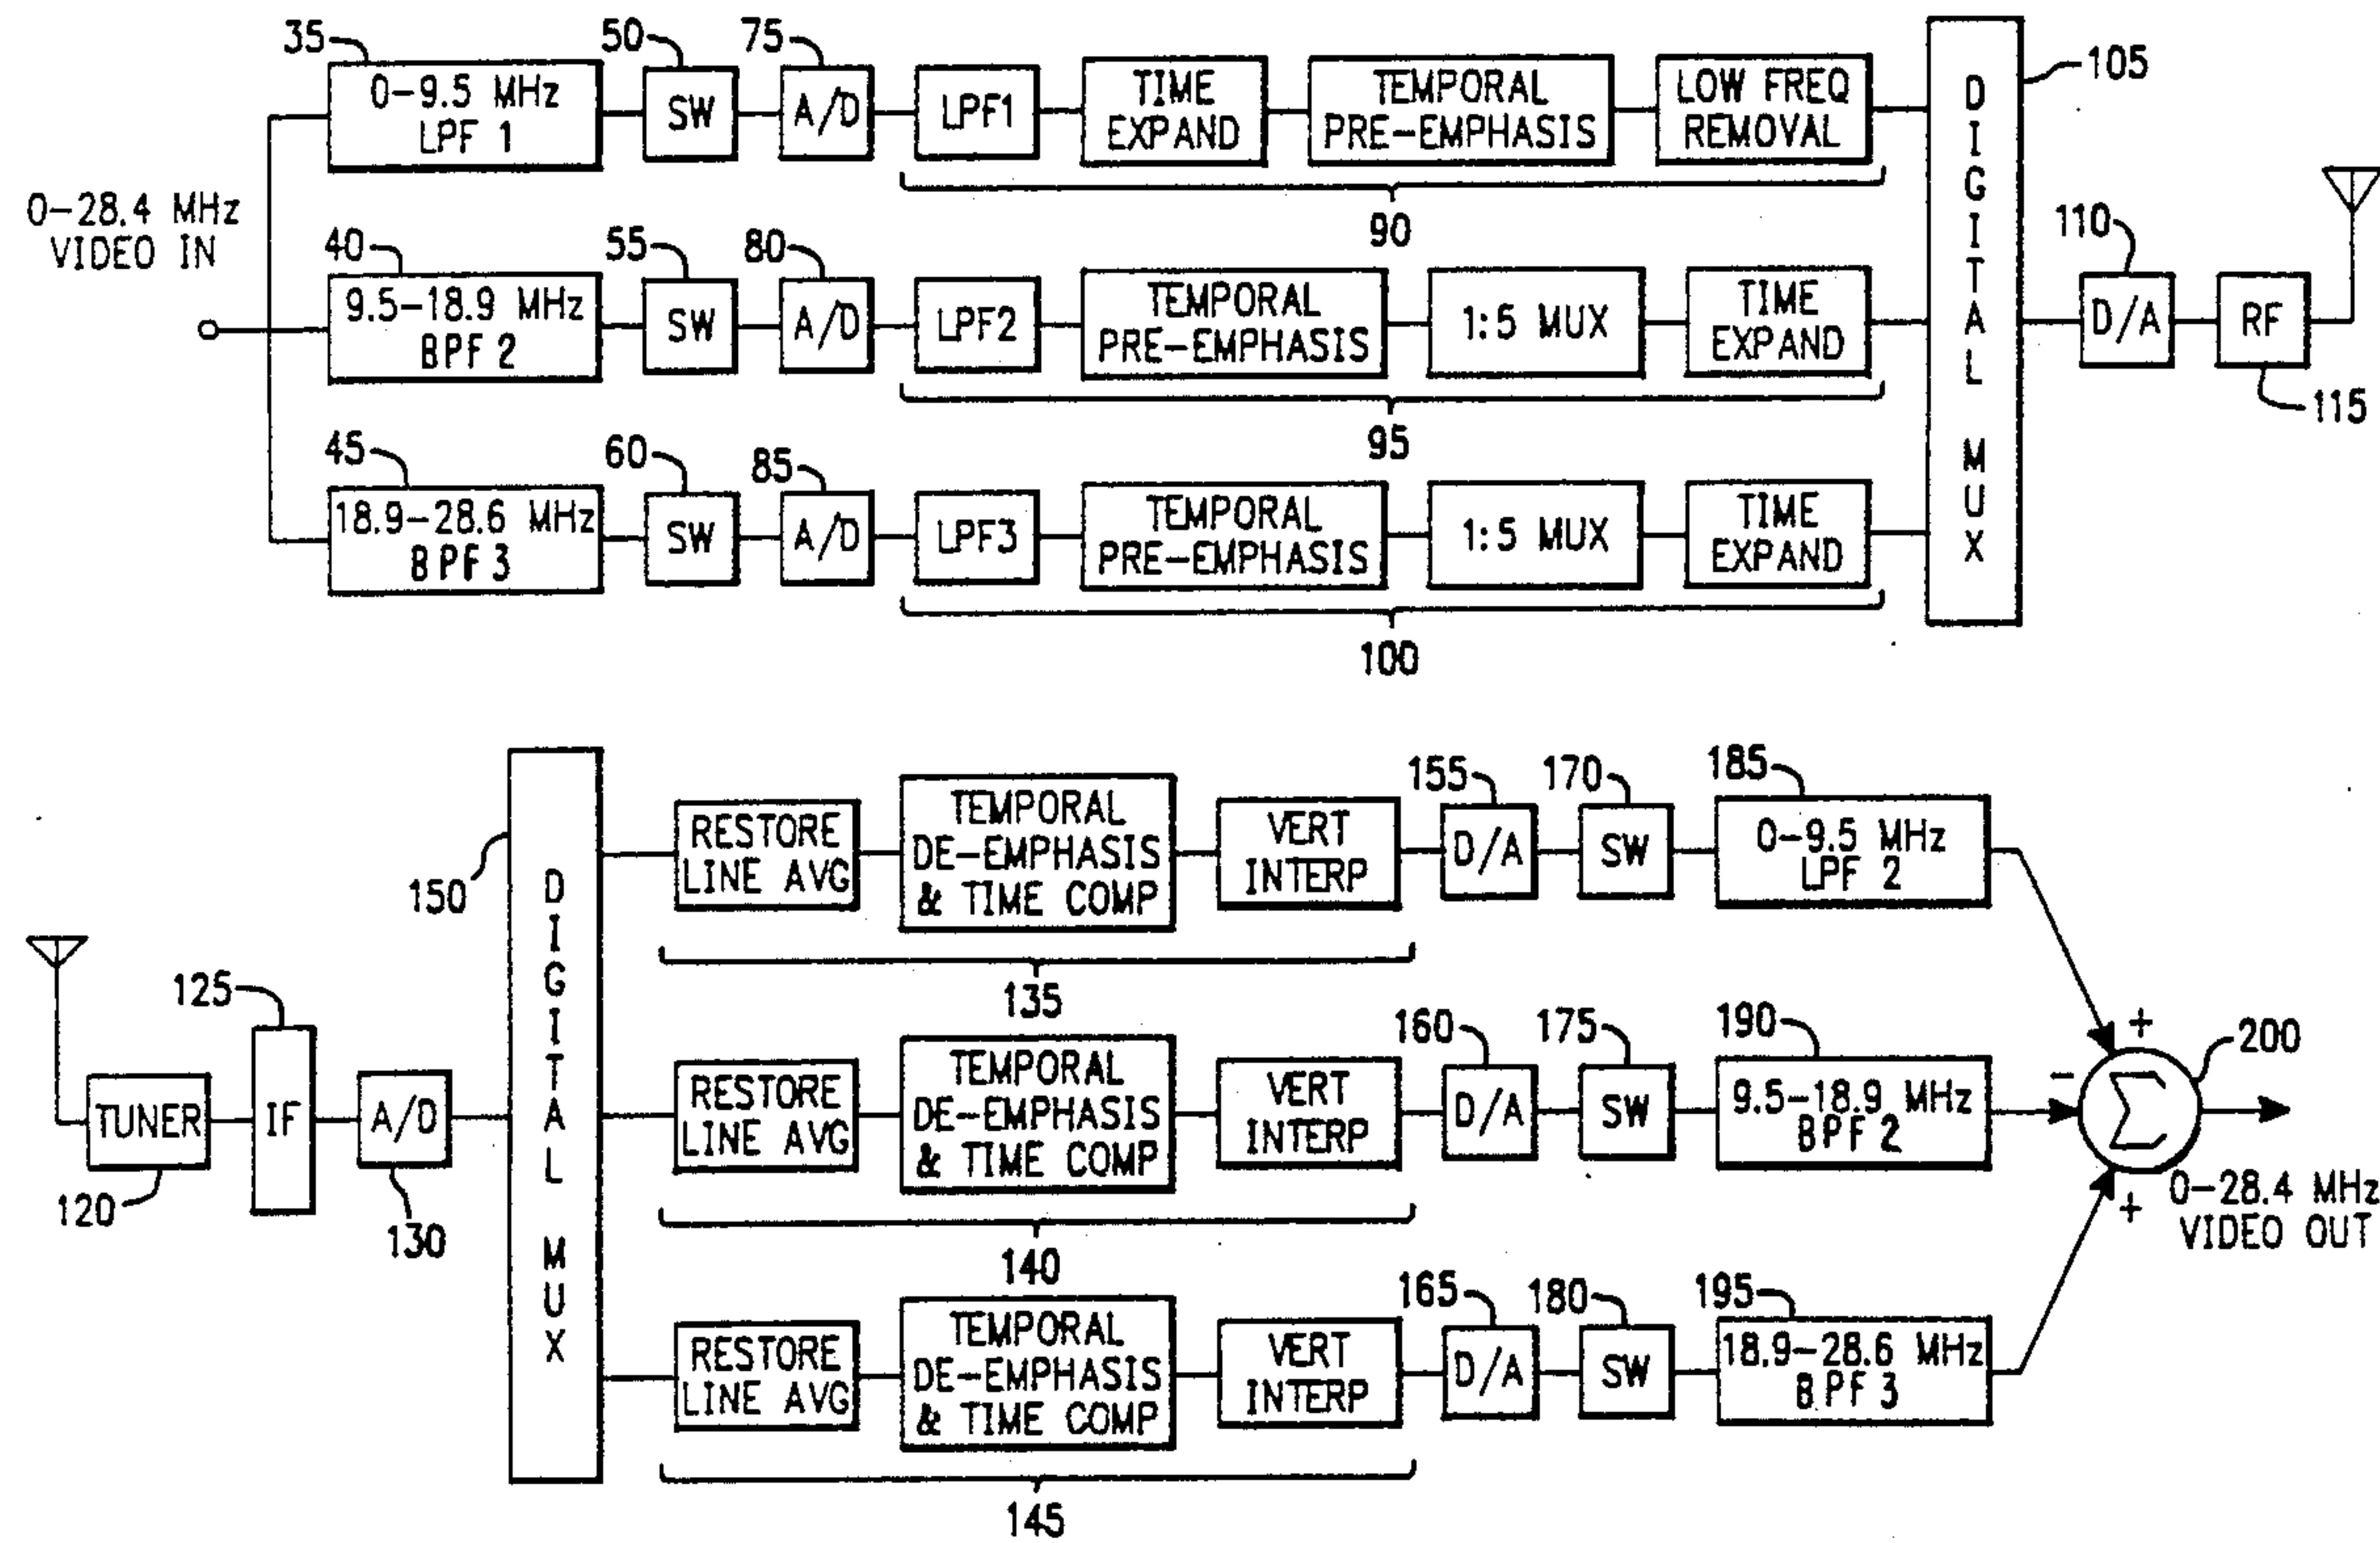 35
50
75
0-9.5 MHz
LPF 1
SW
A/D
LPF1
TIME
EXPAND
TEMPORAL
PRE-EMPHASIS
LOW FREQ
REMOVAL
90
0-28.4 MHz
VIDEO IN
40
55
80
9.5-18.9 MHz
BPF 2
SW
A/D
LPF2
TEMPORAL
PRE-EMPHASIS
1:5 MUX
TIME
EXPAND
95
45
60
85
18.9-28.6 MHz
BPF 3
SW
A/D
LPF3
TEMPORAL
PRE-EMPHASIS
1:5 MUX
TIME
EXPAND
100
DIGITAL MUX
105
110
D/A
RF
115
120
TUNER
125
IF
A/D
130
150
DIGITAL MUX
RESTORE
LINE AVG
TEMPORAL
DE-EMPHASIS
& TIME COMP
VERT
INTERP
135
155
D/A
170
SW
185
0-9.5 MHz
LPF 2
RESTORE
LINE AVG
TEMPORAL
DE-EMPHASIS
& TIME COMP
VERT
INTERP
140
160
D/A
175
SW
190
9.5-18.9 MHz
BPF 2
RESTORE
LINE AVG
TEMPORAL
DE-EMPHASIS
& TIME COMP
VERT
INTERP
145
165
D/A
180
SW
195
18.9-28.6 MHz
BPF 3
+
-
+
Σ
200
0-28.4 MHz
VIDEO OUT